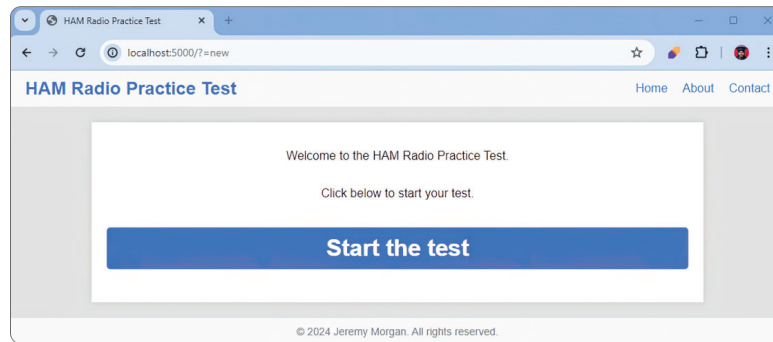 HAM Radio Practice Test
localhost:5000/?=new
HAM Radio Practice Test
Home About Contact
Welcome to the HAM Radio Practice Test.
Click below to start your test.
Start the test
© 2024 Jeremy Morgan. All rights reserved.